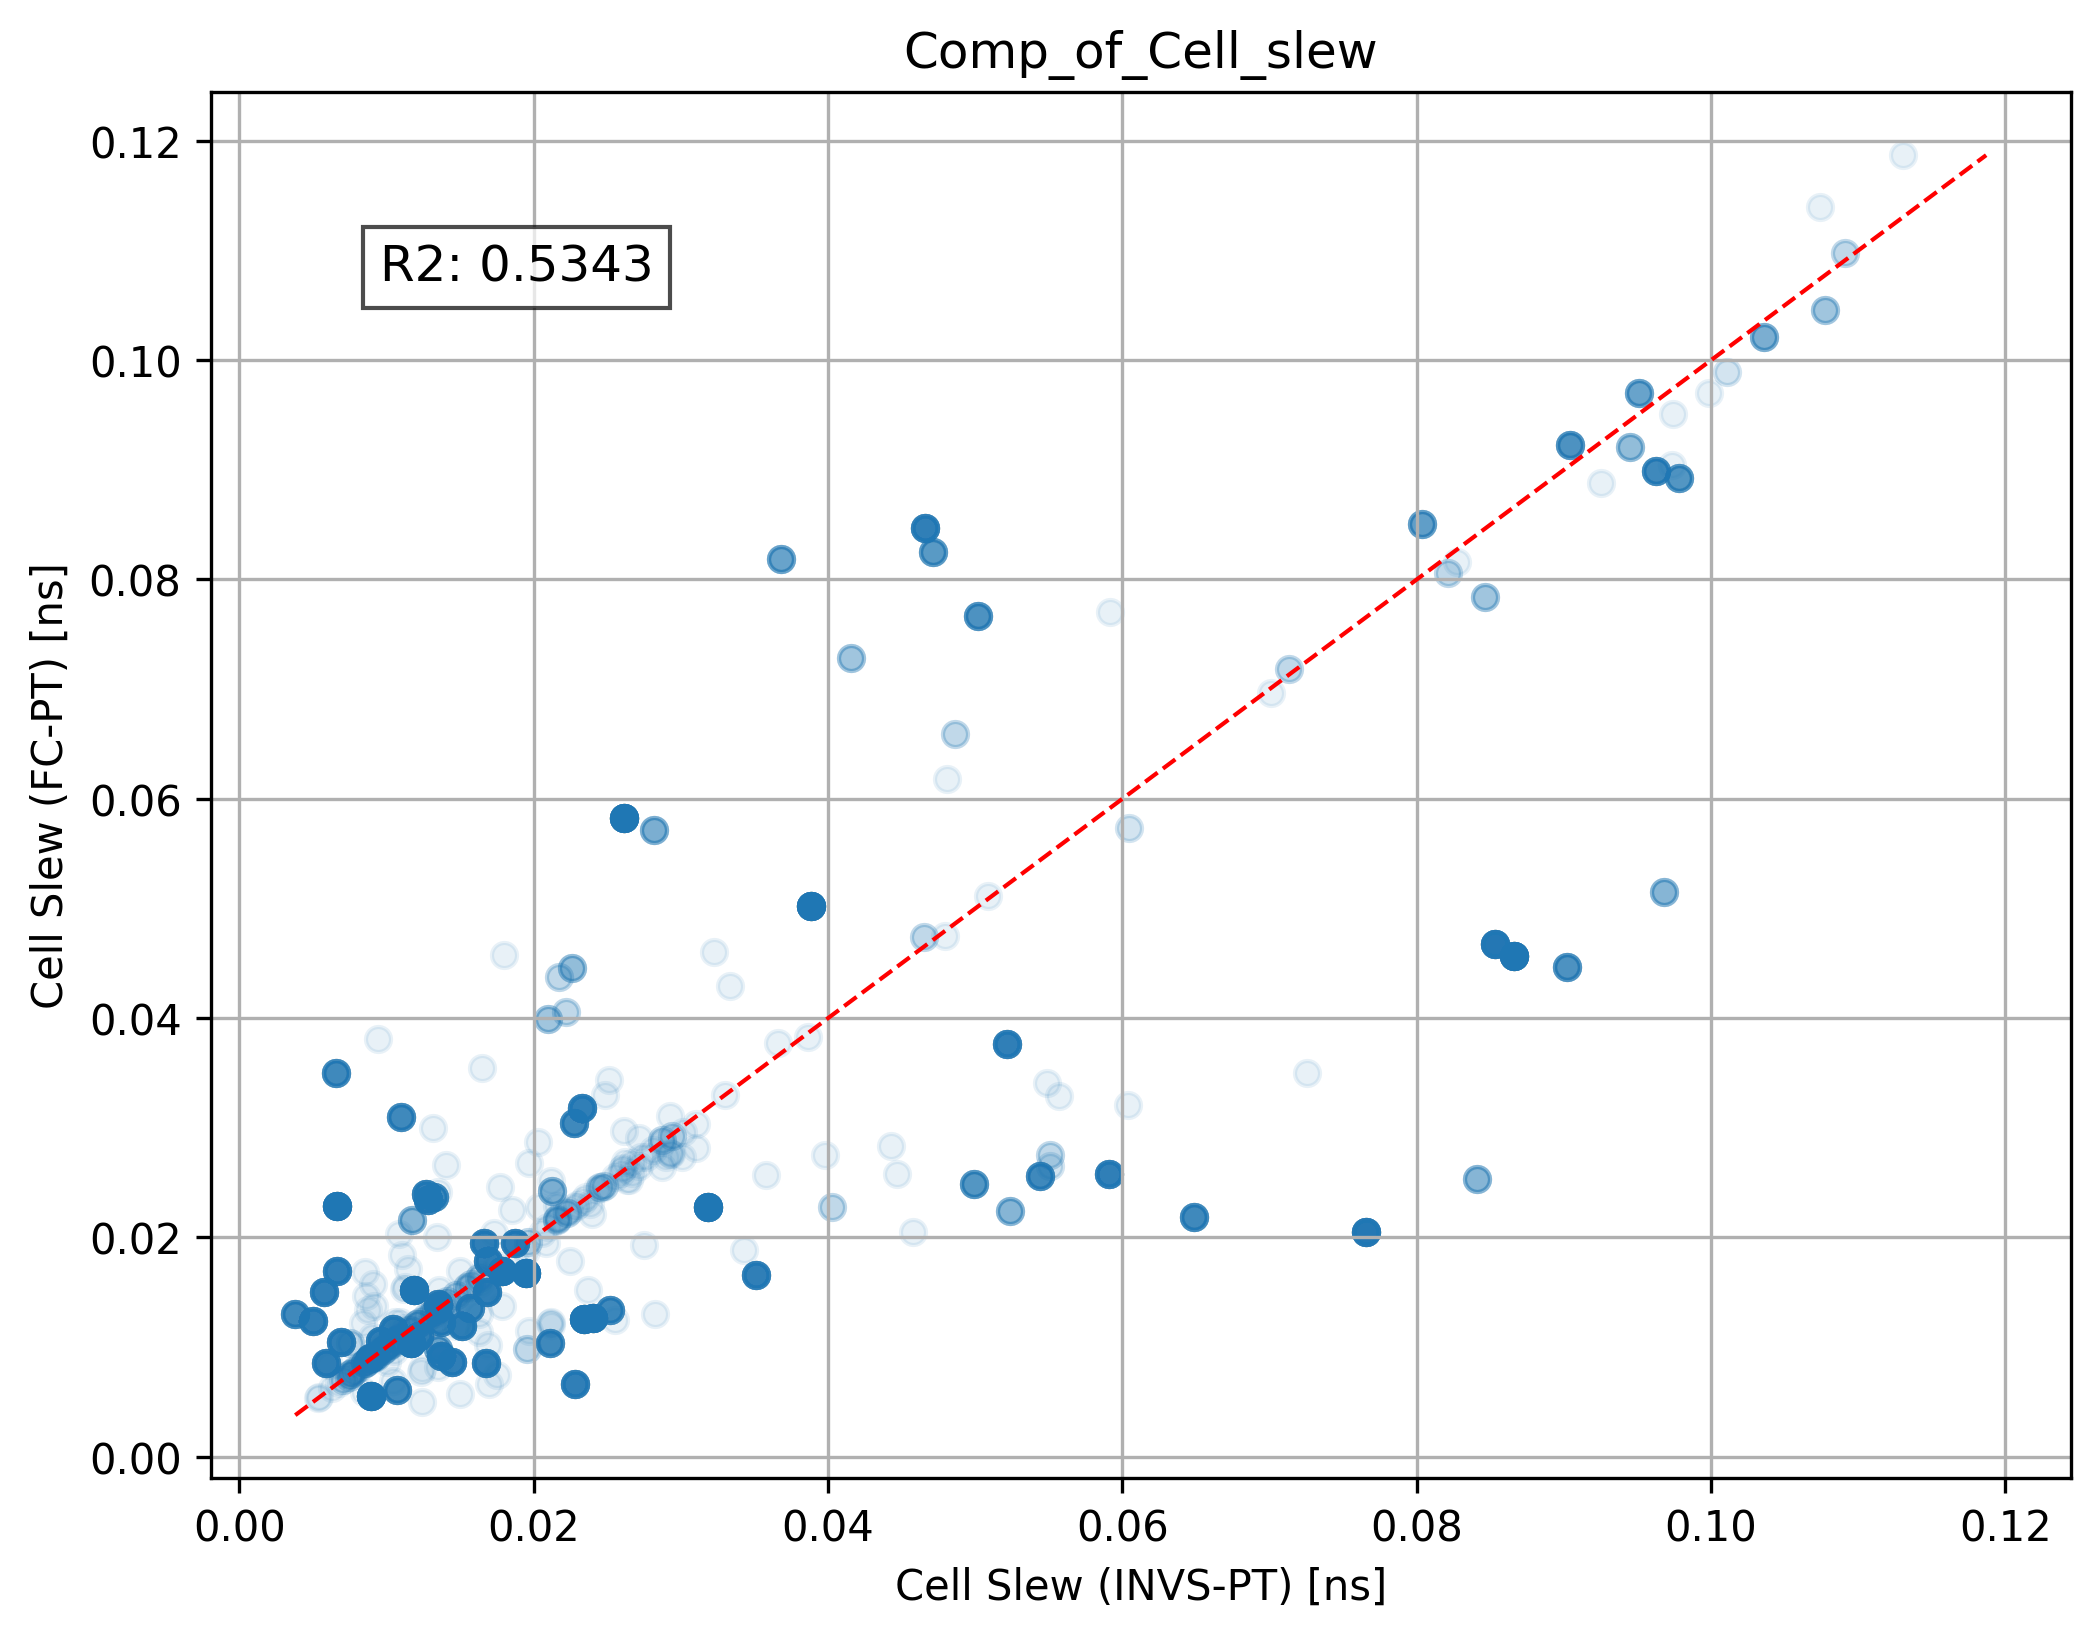 Comp_of_Cell_slew
R2: 0.5343
Cell Slew (FC-PT) [ns]
0.12
0.10
0.08
0.06
0.04
0.02
0.00
0.00 0.02 0.04 0.06 0.08 0.10 0.12
Cell Slew (INVS-PT) [ns]